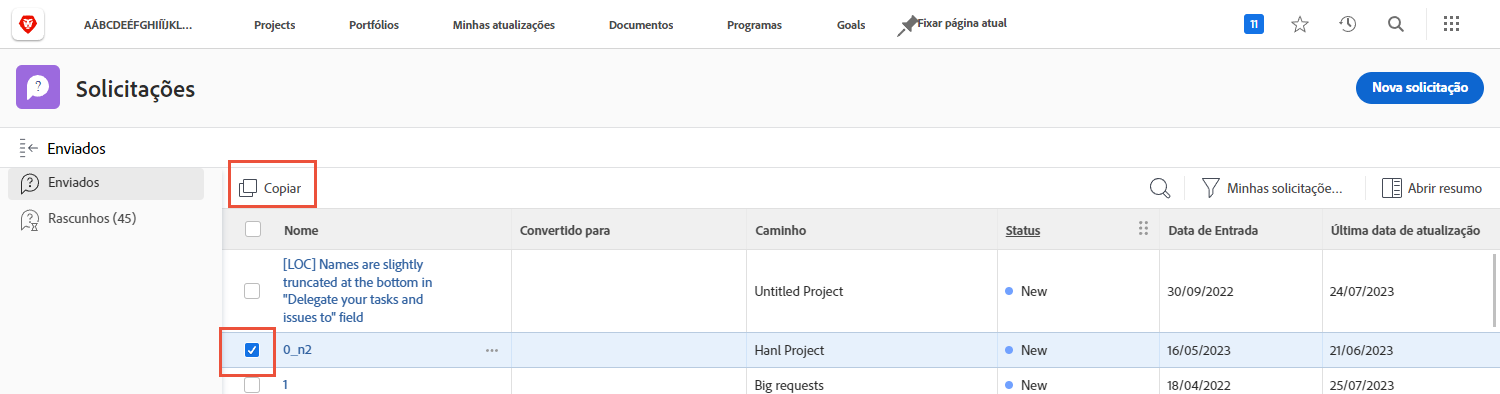 AÁBCDEÉFGHIÍÏJKL... Projects Portfólios Minhas atualizações Documentos Programas Goals Fixar página atual 11
Solicitações
Nova solicitação
Enviados
Enviados
Rascunhos (45)
Copiar Minhas solicitaçõe... Abrir resumo
Nome Convertido para Caminho Status Data de Entrada Última data de atualização
[LOC] Names are slightly
truncated at the bottom in
"Delegate your tasks and
issues to" field
Untitled Project New 30/09/2022 24/07/2023
0_n2 ... Hanl Project New 16/05/2023 21/06/2023
1 Big requests New 18/04/2022 25/07/2023